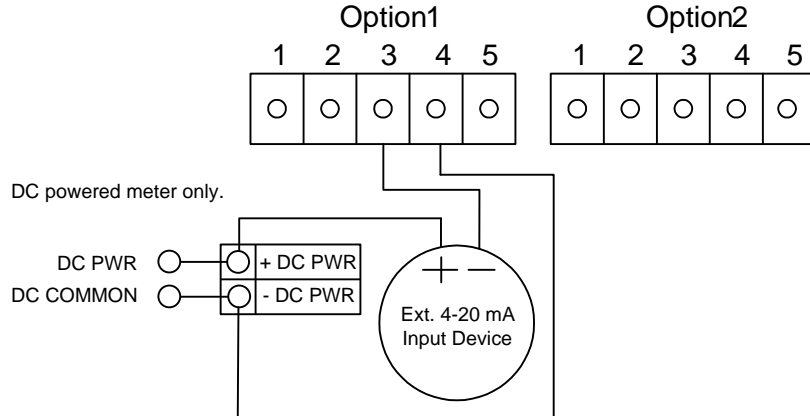 Option1 Option2
1 2 3 4 5 1 2 3 4 5
DC powered meter only.
DC PWR + DC PWR
DC COMMON - DC PWR
+ —
Ext. 4-20 mA
Input Device